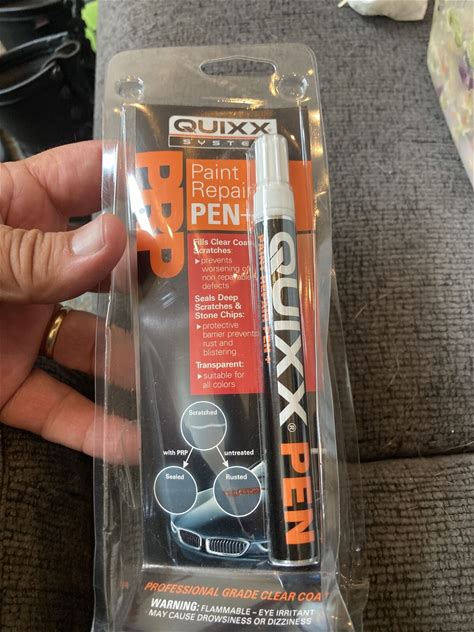 QUIXX
SYSTEM
PRP
Paint
Repair
PEN+
Fills Clear Coat
Scratches
▸ prevents
worsening of
non repairable
defects
Seals Deep
Scratches &
Stone Chips:
▸ protective
barrier prevents
rust and
blistering
Transparent:
▸ suitable for
all colors
Scratched
with PRP
untreated
Sealed
Rusted
QUIXX® PEN
PROFESSIONAL GRADE CLEAR COAT
WARNING: FLAMMABLE – EYE IRRITANT
MAY CAUSE DROWSINESS OR DIZZINESS